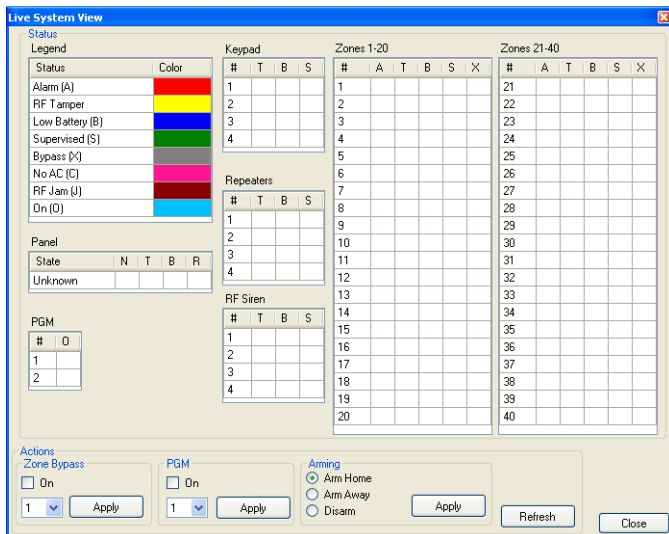 Live System View
Status
Legend
Status Color
Alarm (A)
RF Tamper
Low Battery (B)
Supervised (S)
Bypass (X)
No AC (C)
RF Jam (J)
On (O)
Panel
State N T B R
Unknown
PGM
# O
1
2
Keypad
# T B S
1
2
3
4
Repeaters
# T B S
1
2
3
4
RF Siren
# T B S
1
2
3
4
Zones 1-20
# A T B S X
1
2
3
4
5
6
7
8
9
10
11
12
13
14
15
16
17
18
19
20
Zones 21-40
# A T B S X
21
22
23
24
25
26
27
28
29
30
31
32
33
34
35
36
37
38
39
40
Actions
Zone Bypass
On
1 Apply
PGM
On
1 Apply
Arming
Arm Home
Arm Away
Disarm
Apply
Refresh
Close